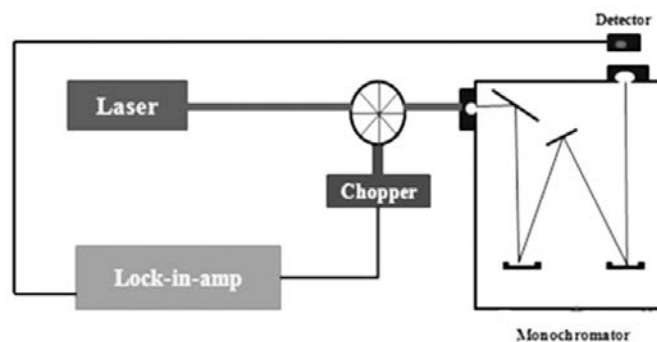 Detector
Laser
Chopper
Lock-in-amp
Monochromator